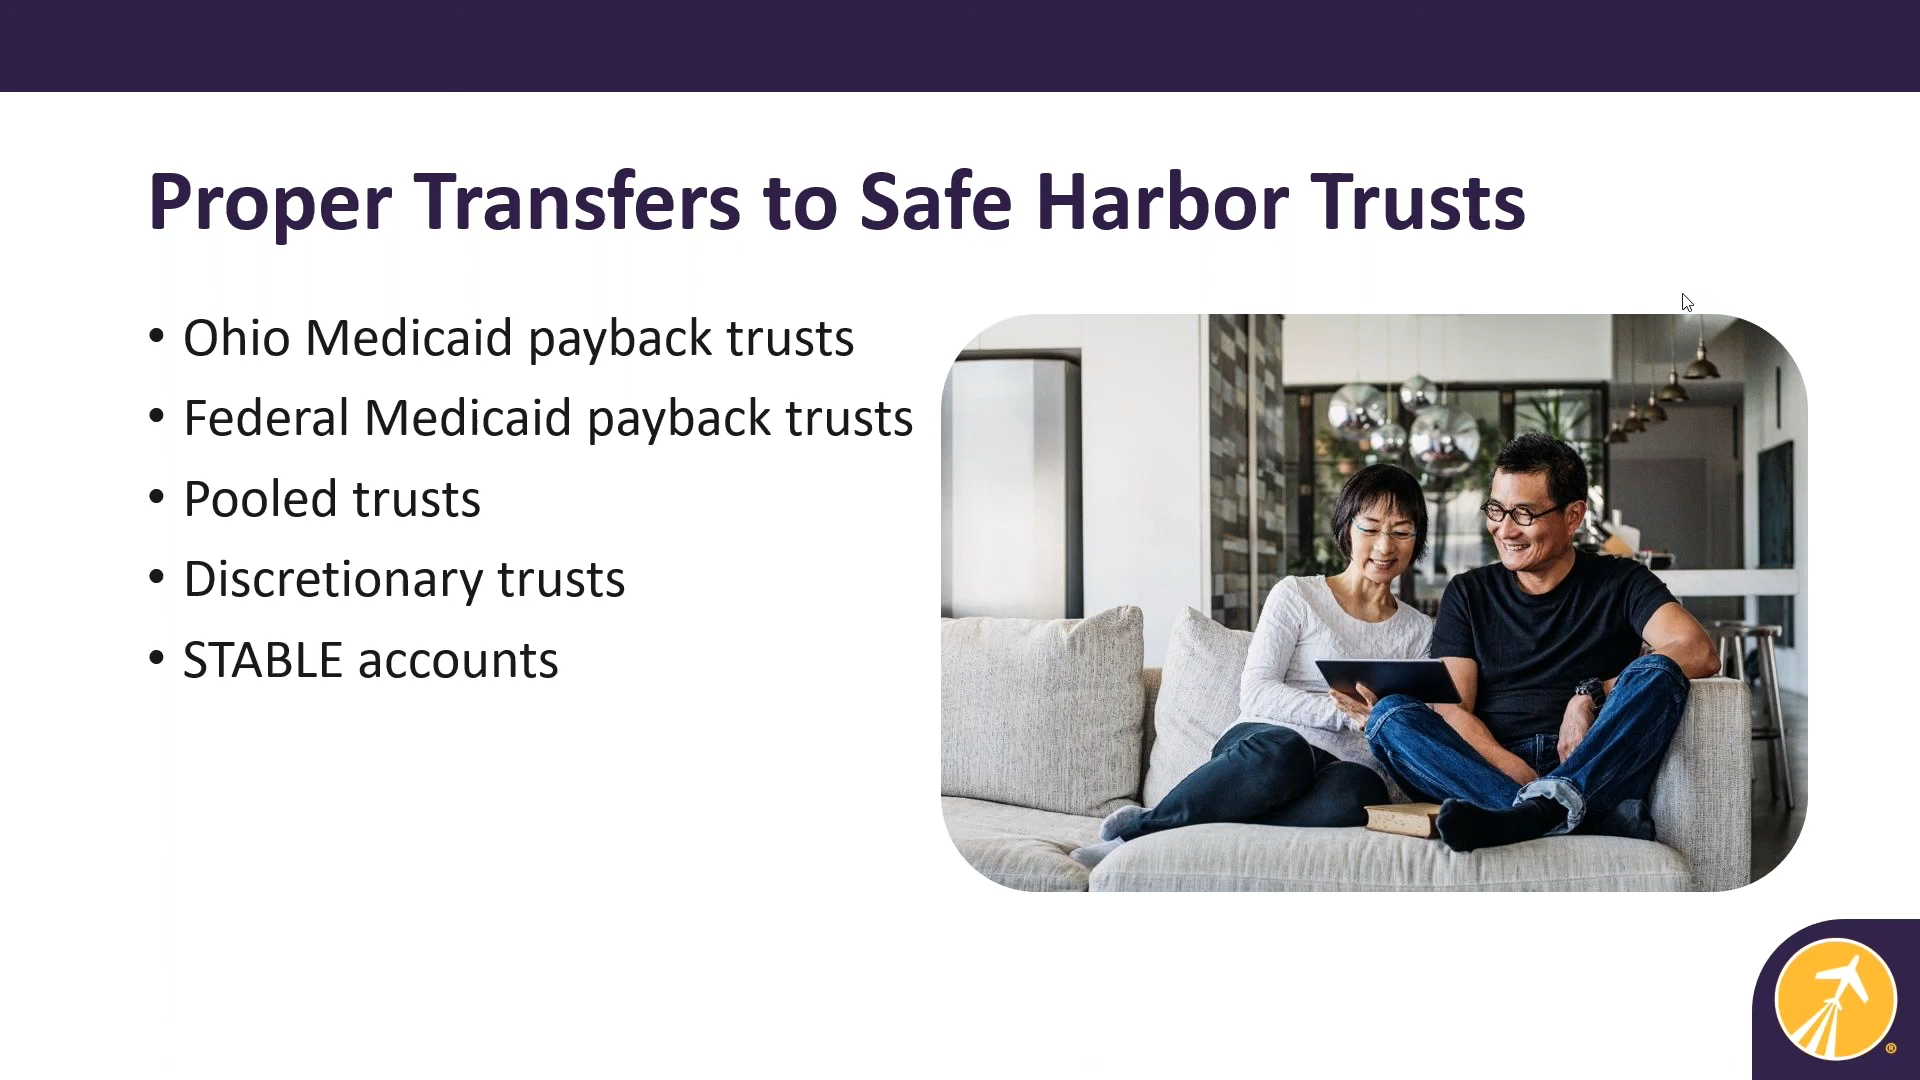 Proper Transfers to Safe Harbor Trusts
• Ohio Medicaid payback trusts
• Federal Medicaid payback trusts
• Pooled trusts
• Discretionary trusts
• STABLE accounts
®